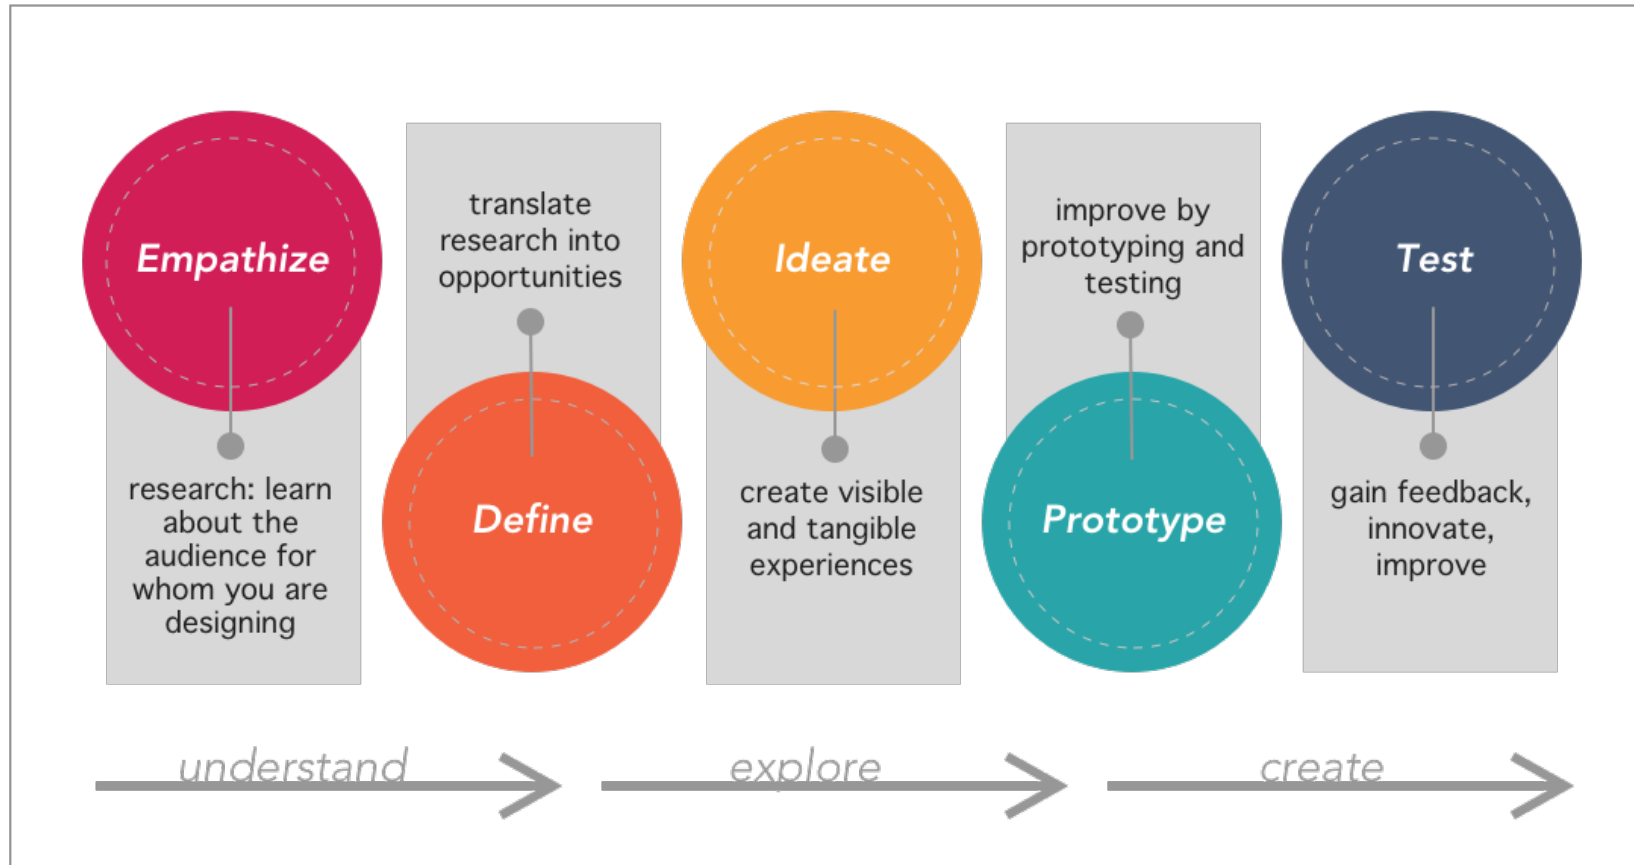 Empathize
research: learn
about the
audience for
whom you are
designing
translate
research into
opportunities
Define
Ideate
create visible
and tangible
experiences
improve by
prototyping and
testing
Prototype
Test
gain feedback,
innovate,
improve
understand
explore
create